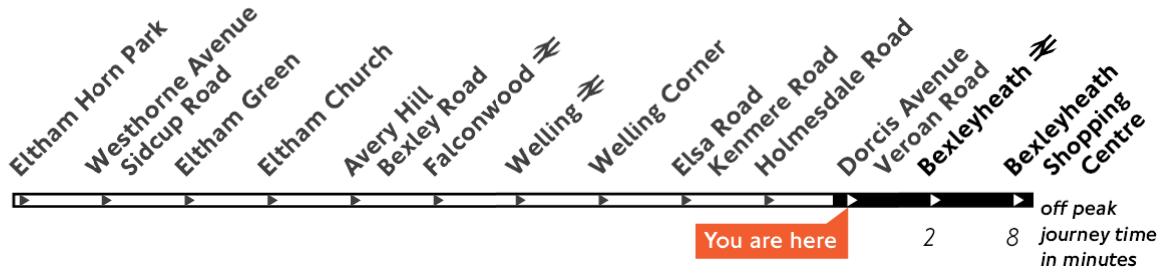 Eltham Horn Park
Westhorne Avenue
Sidcup Road
Eltham Green
Eltham Church
Avery Hill
Bexley Road
Falconwood
Welling
Welling Corner
Elsa Road
Kenmere Road
Holmesdale Road
Dorcis Avenue
Veroan Road
Bexleyheath
Bexleyheath
Shopping
Centre
You are here
2
8
off peak
journey time
in minutes